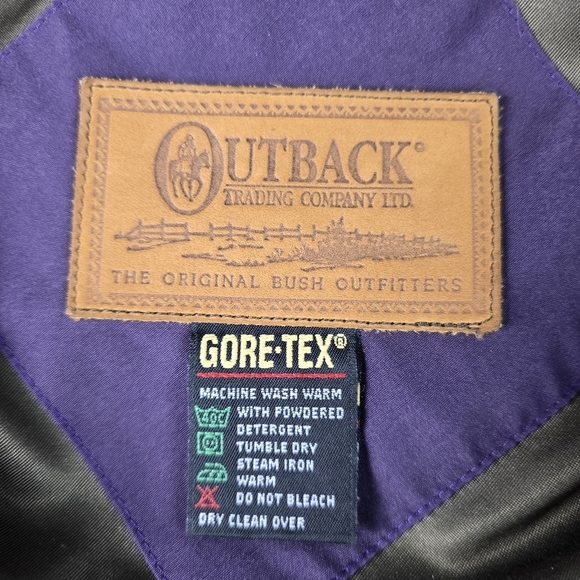 OUTBACK®
TRADING COMPANY LTD.
THE ORIGINAL BUSH OUTFITTERS
GORE-TEX®
MACHINE WASH WARM
40C WITH POWDERED
DETERGENT
TUMBLE DRY
STEAM IRON
WARM
DO NOT BLEACH
DRY CLEAN OVER